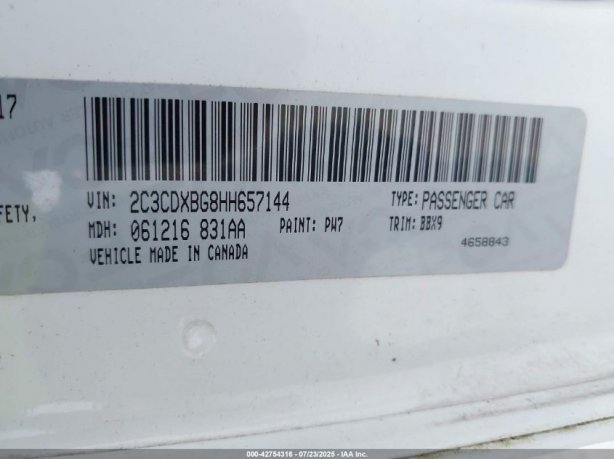 17
FETY,
VIN: 2C3CDXBG8HH657144 TYPE: PASSENGER CAR
MDH: 061216 831AA PAINT: PW7 TRIM: BBX9
VEHICLE MADE IN CANADA 4658843
000-42754316 - 07/23/2025 - IAA Inc.